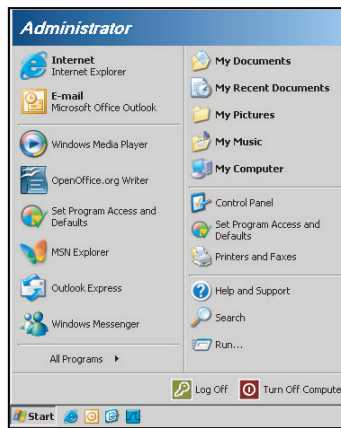 Administrator
Internet
Internet Explorer
E-mail
Microsoft Office Outlook
Windows Media Player
OpenOffice.org Writer
Set Program Access and
Defaults
MSN Explorer
Outlook Express
Windows Messenger
All Programs
My Documents
My Recent Documents
My Pictures
My Music
My Computer
Control Panel
Set Program Access and
Defaults
Printers and Faxes
Help and Support
Search
Run...
Log Off
Turn Off Compute
Start